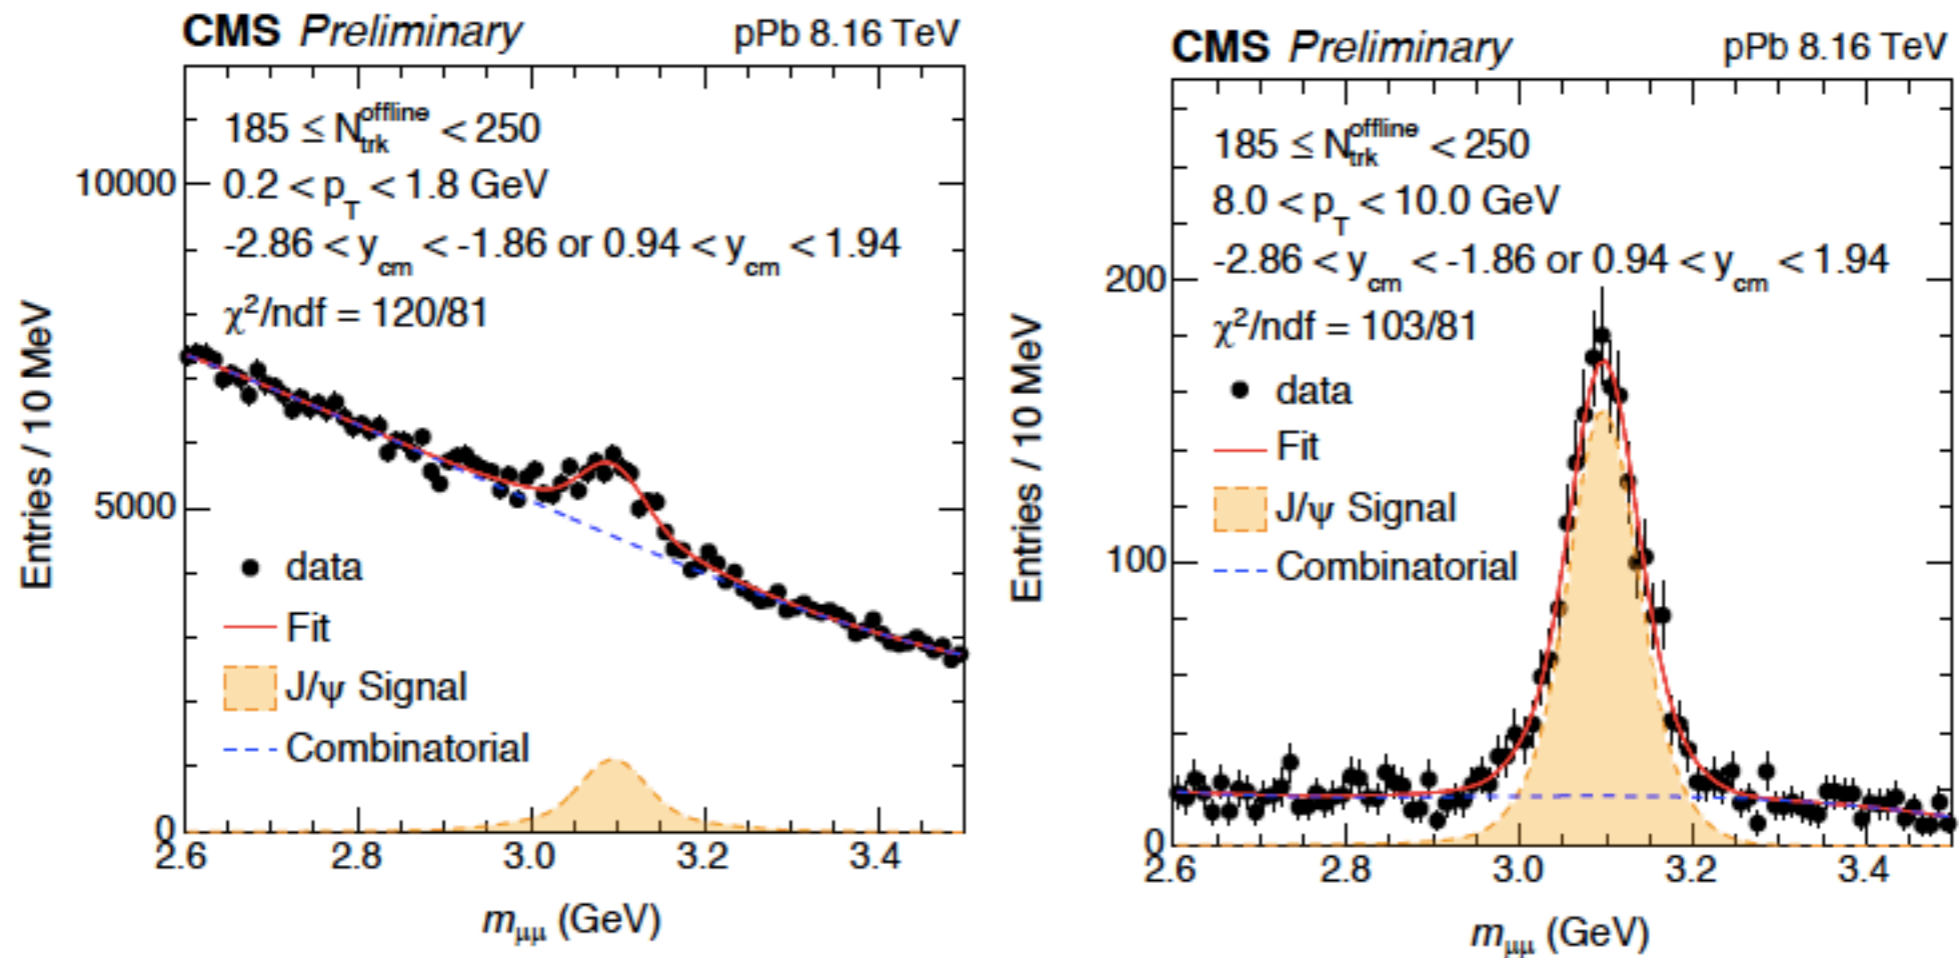 CMS Preliminary pPb 8.16 TeV
185 ≤ N_trk^offline < 250
0.2 < p_T < 1.8 GeV
-2.86 < y_cm < -1.86 or 0.94 < y_cm < 1.94
χ²/ndf = 120/81
data
Fit
J/ψ Signal
Combinatorial
Entries / 10 MeV
10000
5000
0
2.6 2.8 3.0 3.2 3.4
m_μμ (GeV)
CMS Preliminary pPb 8.16 TeV
185 ≤ N_trk^offline < 250
8.0 < p_T < 10.0 GeV
-2.86 < y_cm < -1.86 or 0.94 < y_cm < 1.94
χ²/ndf = 103/81
data
Fit
J/ψ Signal
Combinatorial
Entries / 10 MeV
200
100
0
2.6 2.8 3.0 3.2 3.4
m_μμ (GeV)